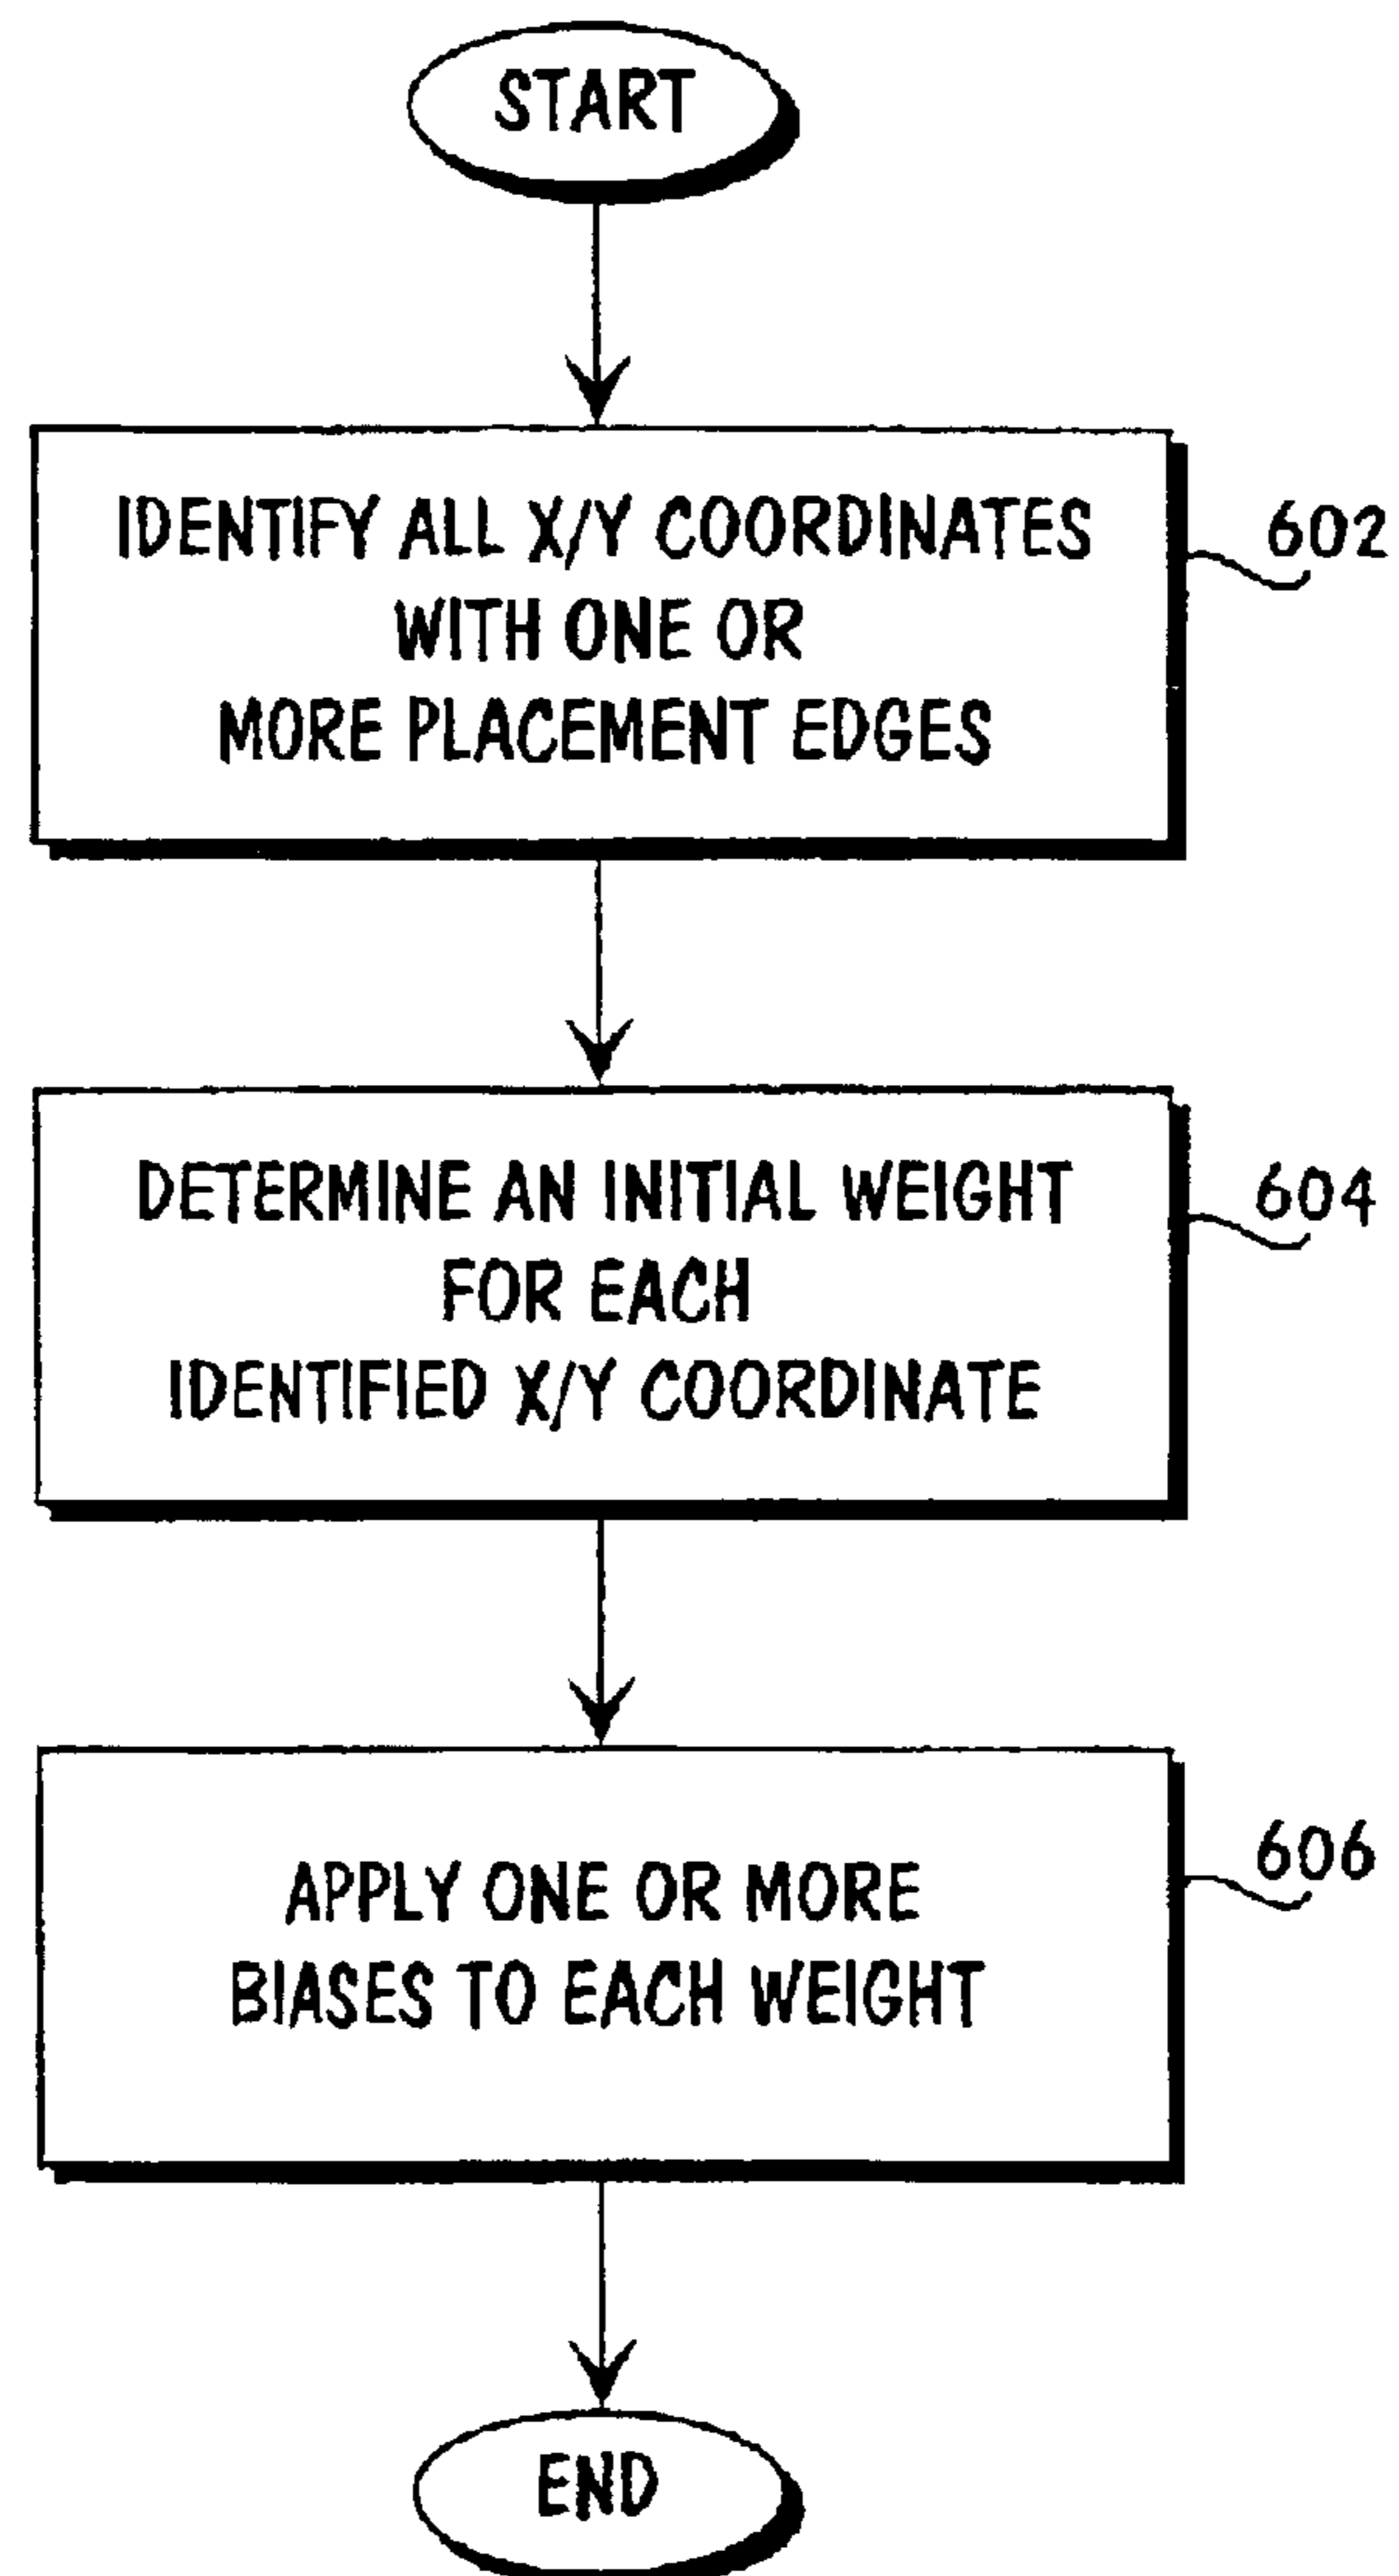 START
IDENTIFY ALL X/Y COORDINATES
WITH ONE OR
MORE PLACEMENT EDGES
602
DETERMINE AN INITIAL WEIGHT
FOR EACH
IDENTIFIED X/Y COORDINATE
604
APPLY ONE OR MORE
BIASES TO EACH WEIGHT
606
END